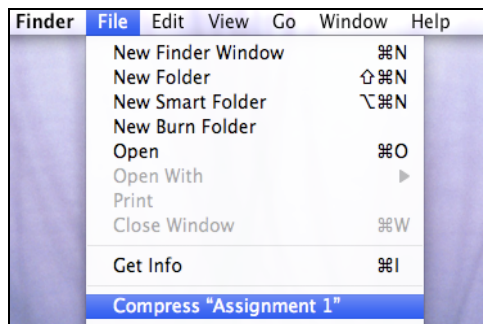 Finder File Edit View Go Window Help
New Finder Window ⌘N
New Folder ⇧⌘N
New Smart Folder ⌥⌘N
New Burn Folder
Open ⌘O
Open With ▶
Print
Close Window ⌘W
Get Info ⌘I
Compress “Assignment 1”